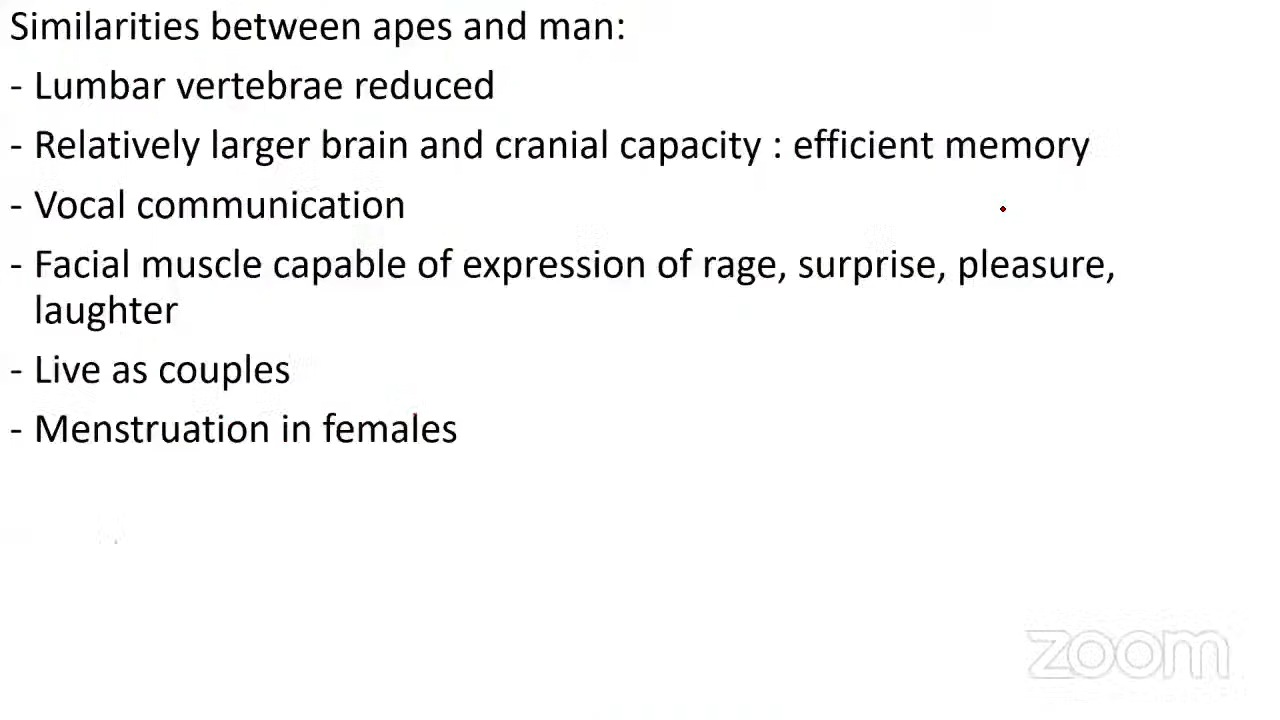 Similarities between apes and man:
- Lumbar vertebrae reduced
- Relatively larger brain and cranial capacity : efficient memory
- Vocal communication
- Facial muscle capable of expression of rage, surprise, pleasure,
laughter
- Live as couples
- Menstruation in females
zoom